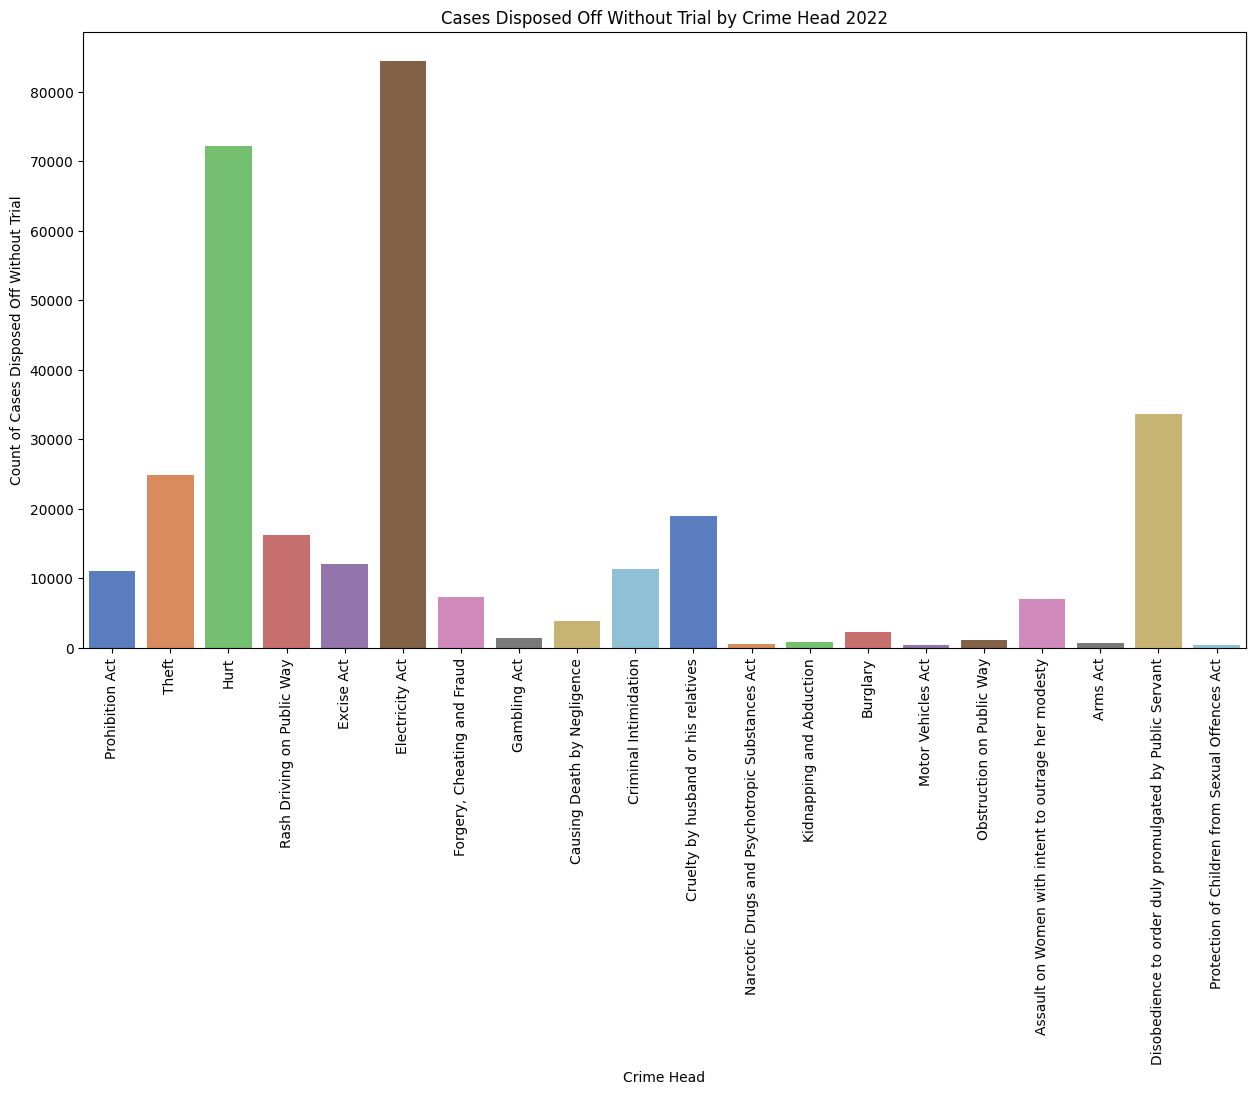 Cases Disposed Off Without Trial by Crime Head 2022
Count of Cases Disposed Off Without Trial
80000
70000
60000
50000
40000
30000
20000
10000
0
Prohibition Act
Theft
Hurt
Rash Driving on Public Way
Excise Act
Electricity Act
Forgery, Cheating and Fraud
Gambling Act
Causing Death by Negligence
Criminal Intimidation
Cruelty by husband or his relatives
Narcotic Drugs and Psychotropic Substances Act
Kidnapping and Abduction
Burglary
Motor Vehicles Act
Obstruction on Public Way
Assault on Women with intent to outrage her modesty
Arms Act
Disobedience to order duly promulgated by Public Servant
Protection of Children from Sexual Offences Act
Crime Head